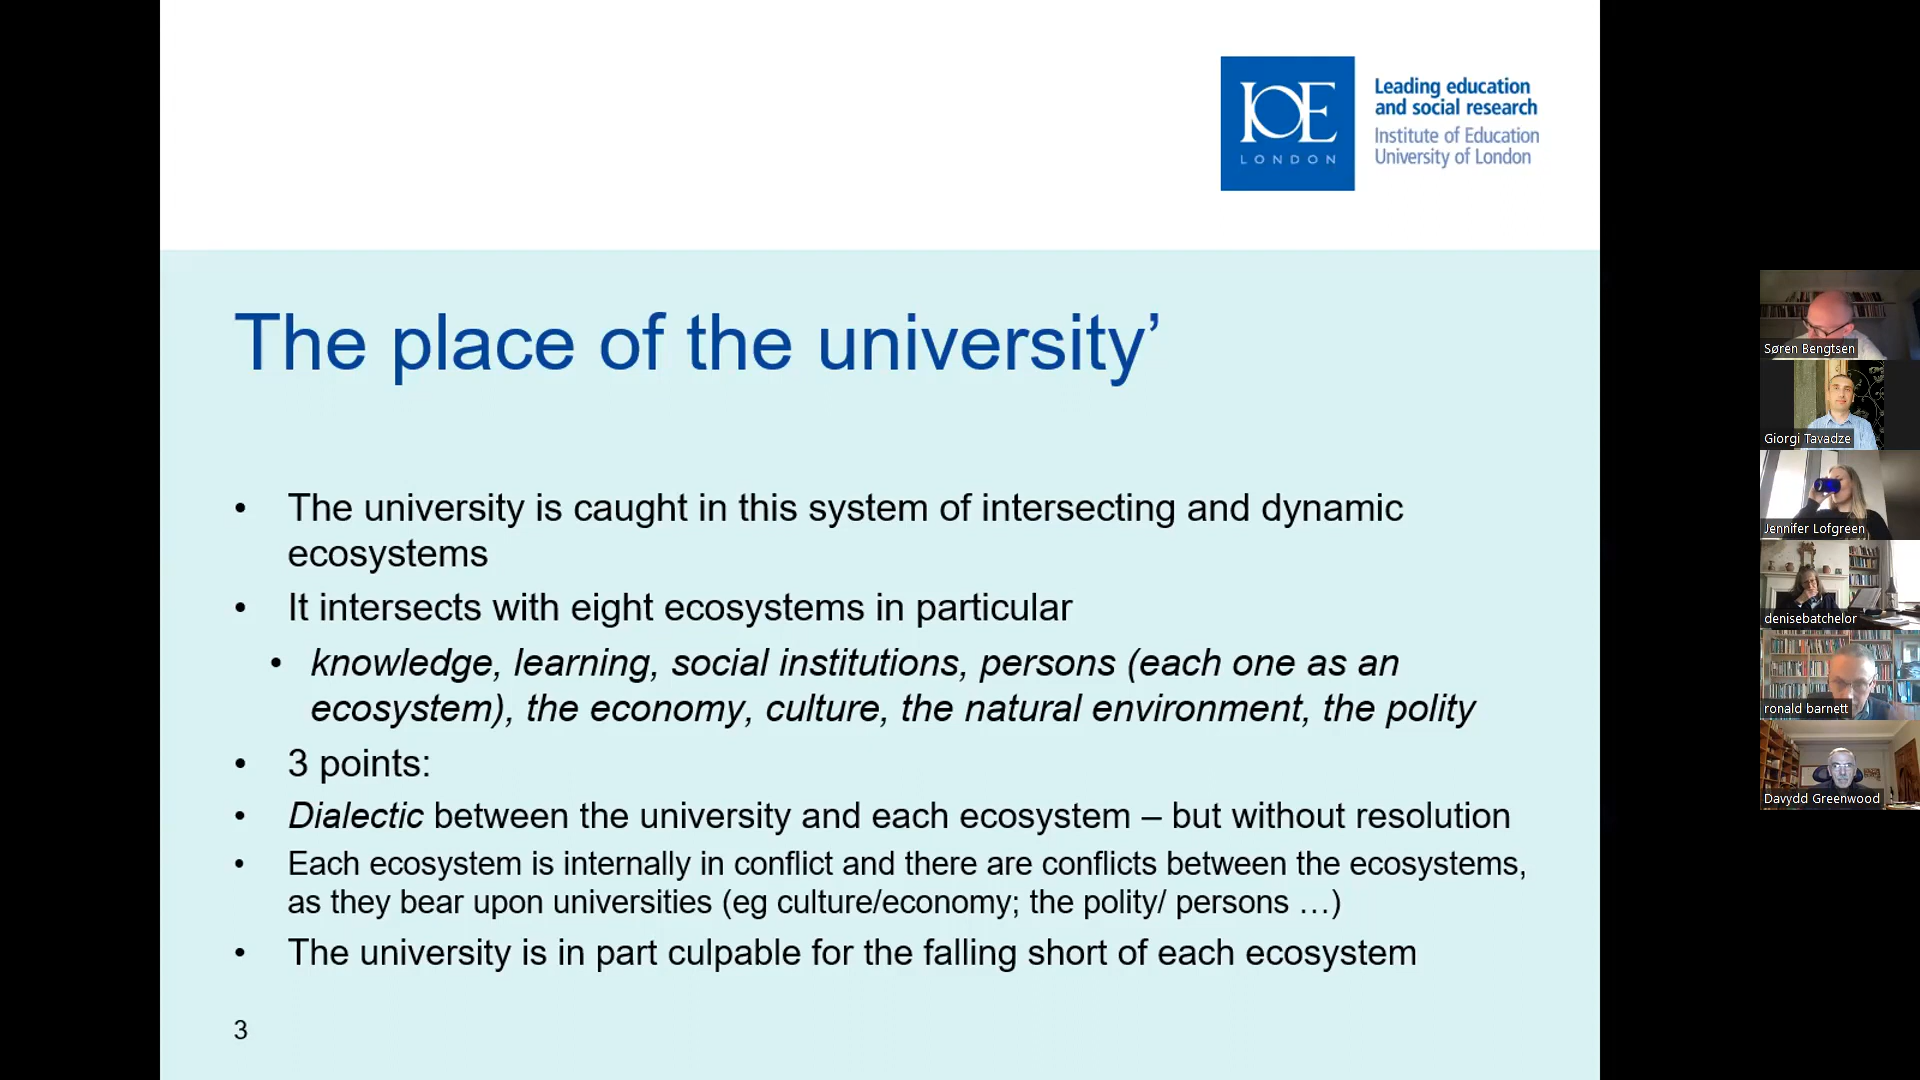 IOE
LONDON
Leading education
and social research
Institute of Education
University of London
The place of the university’
• The university is caught in this system of intersecting and dynamic
ecosystems
• It intersects with eight ecosystems in particular
• knowledge, learning, social institutions, persons (each one as an
ecosystem), the economy, culture, the natural environment, the polity
• 3 points:
• Dialectic between the university and each ecosystem – but without resolution
• Each ecosystem is internally in conflict and there are conflicts between the ecosystems,
as they bear upon universities (eg culture/economy; the polity/ persons …)
• The university is in part culpable for the falling short of each ecosystem
3
Søren Bengtsen
Giorgi Tavadze
Jennifer Lofgreen
denisebatchelor
ronald barnett
Davydd Greenwood